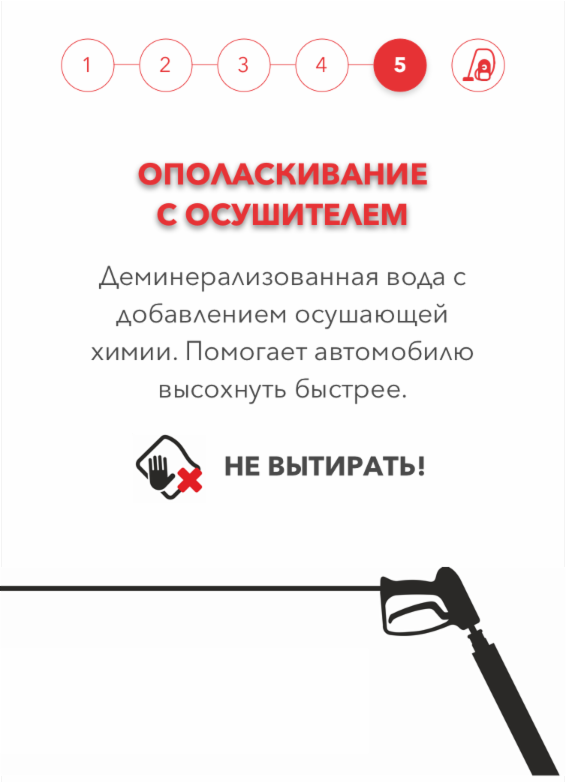 1 2 3 4 5
ОПОЛАСКИВАНИЕ
С ОСУШИТЕЛЕМ
Деминерализованная вода с
добавлением осушающей
химии. Помогает автомобилю
высохнуть быстрее.
НЕ ВЫТИРАТЬ!